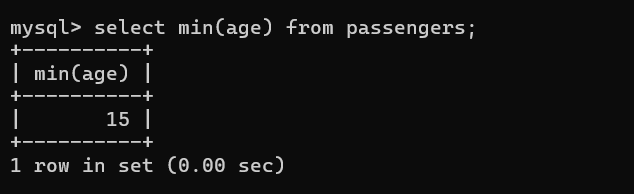 mysql> select min(age) from passengers;
+----------+
| min(age) |
+----------+
|       15 |
+----------+
1 row in set (0.00 sec)